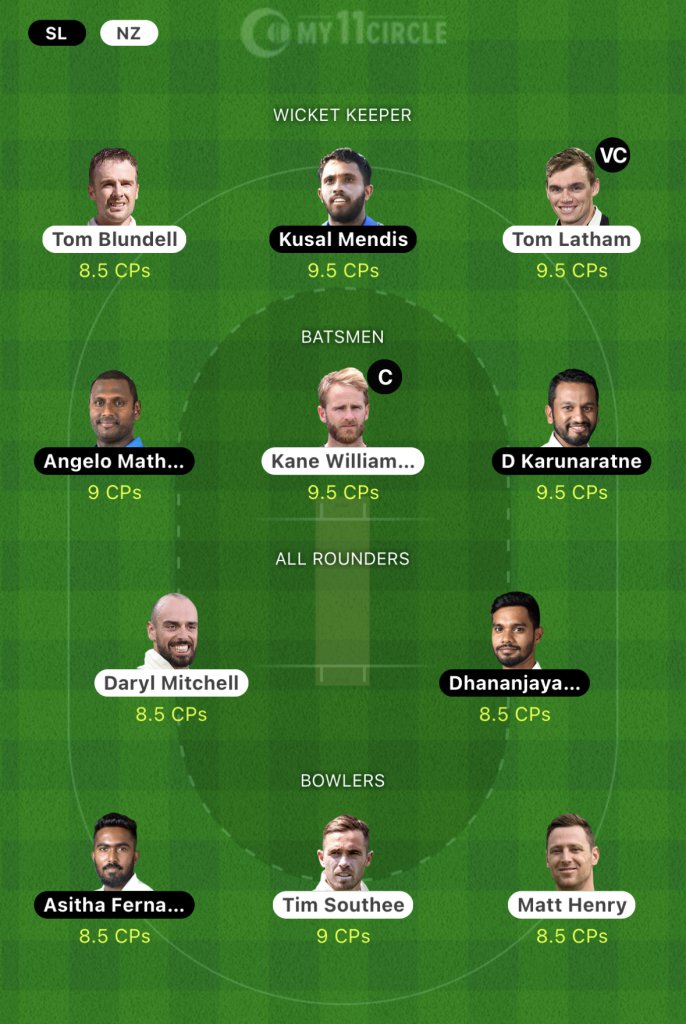 SL NZ
MY11CIRCLE
WICKET KEEPER
VC
Tom Blundell Kusal Mendis Tom Latham
8.5 CPs 9.5 CPs 9.5 CPs
BATSMEN
C
Angelo Math... Kane William... D Karunaratne
9 CPs 9.5 CPs 9.5 CPs
ALL ROUNDERS
Daryl Mitchell Dhananjaya...
8.5 CPs 8.5 CPs
BOWLERS
Asitha Ferna... Tim Southee Matt Henry
8.5 CPs 9 CPs 8.5 CPs